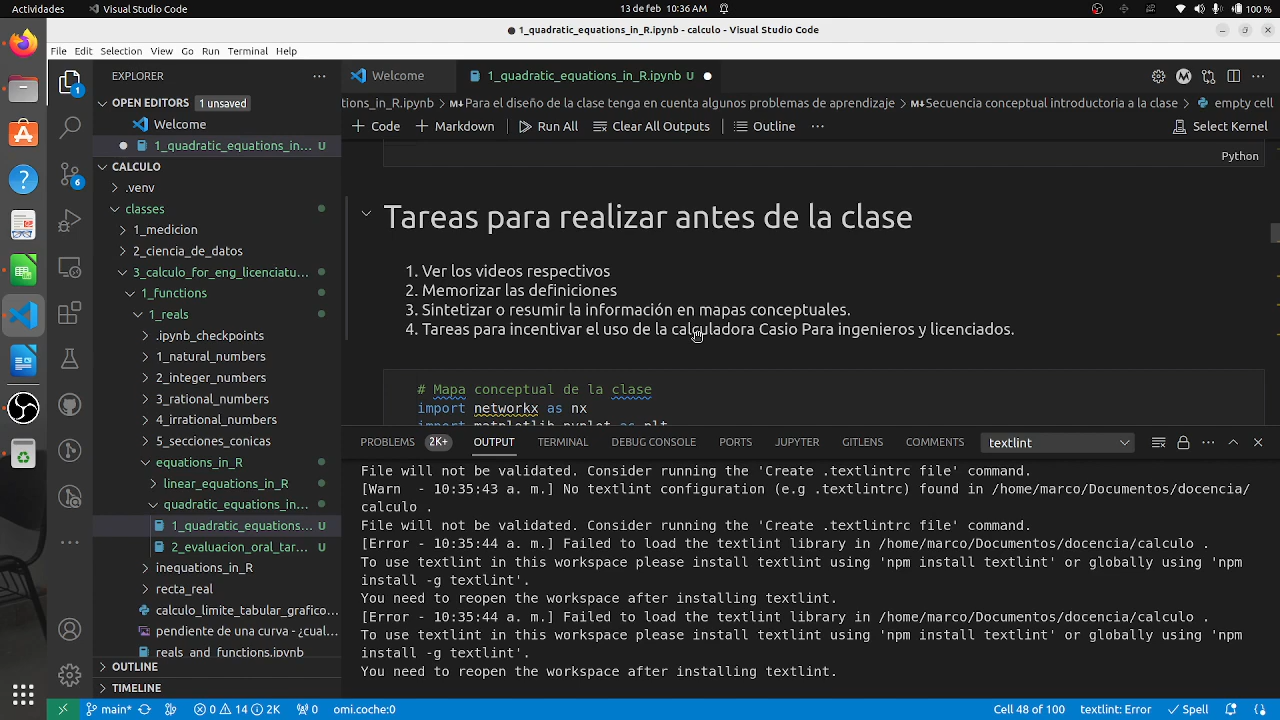 Actividades
Visual Studio Code
13 de feb 10:36 AM
100 %
1_quadratic_equations_in_R.ipynb - calculo - Visual Studio Code
File Edit Selection View Go Run Terminal Help
EXPLORER
OPEN EDITORS 1 unsaved
Welcome
1_quadratic_equations_in... U
CALCULO
.venv
classes
1_medicion
2_ciencia_de_datos
3_calculo_for_eng_licenciatu...
1_functions
1_reals
.ipynb_checkpoints
1_natural_numbers
2_integer_numbers
3_rational_numbers
4_irrational_numbers
5_secciones_conicas
equations_in_R
linear_equations_in_R
quadratic_equations_in...
1_quadratic_equations... U
2_evaluacion_oral_tar... U
inequations_in_R
recta_real
calculo_limite_tabular_grafico...
pendiente de una curva - ¿cual...
reals_and_functions.ipynb
OUTLINE
TIMELINE
1
6
Welcome
1_quadratic_equations_in_R.ipynb U
tions_in_R.ipynb > Para el diseño de la clase tenga en cuenta algunos problemas de aprendizaje > Secuencia conceptual introductoria a la clase > empty cell
+ Code + Markdown Run All Clear All Outputs Outline ... Select Kernel
Python
Tareas para realizar antes de la clase
1. Ver los videos respectivos
2. Memorizar las definiciones
3. Sintetizar o resumir la información en mapas conceptuales.
4. Tareas para incentivar el uso de la calculadora Casio Para ingenieros y licenciados.
# Mapa conceptual de la clase
import networkx as nx
import matplotlib.pyplot as plt
PROBLEMS 2K+ OUTPUT TERMINAL DEBUG CONSOLE PORTS JUPYTER GITLENS COMMENTS textlint
File will not be validated. Consider running the 'Create .textlintrc file' command.
[Warn  - 10:35:43 a. m.] No textlint configuration (e.g .textlintrc) found in /home/marco/Documentos/docencia/
calculo .
File will not be validated. Consider running the 'Create .textlintrc file' command.
[Error - 10:35:44 a. m.] Failed to load the textlint library in /home/marco/Documentos/docencia/calculo .
To use textlint in this workspace please install textlint using 'npm install textlint' or globally using 'npm
install -g textlint'.
You need to reopen the workspace after installing textlint.
[Error - 10:35:44 a. m.] Failed to load the textlint library in /home/marco/Documentos/docencia/calculo .
To use textlint in this workspace please install textlint using 'npm install textlint' or globally using 'npm
install -g textlint'.
You need to reopen the workspace after installing textlint.
main* 0 14 2K 0 omi.coche:0 Cell 48 of 100 textlint: Error Spell